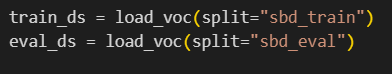 train_ds = load_voc(split="sbd_train")
eval_ds = load_voc(split="sbd_eval")